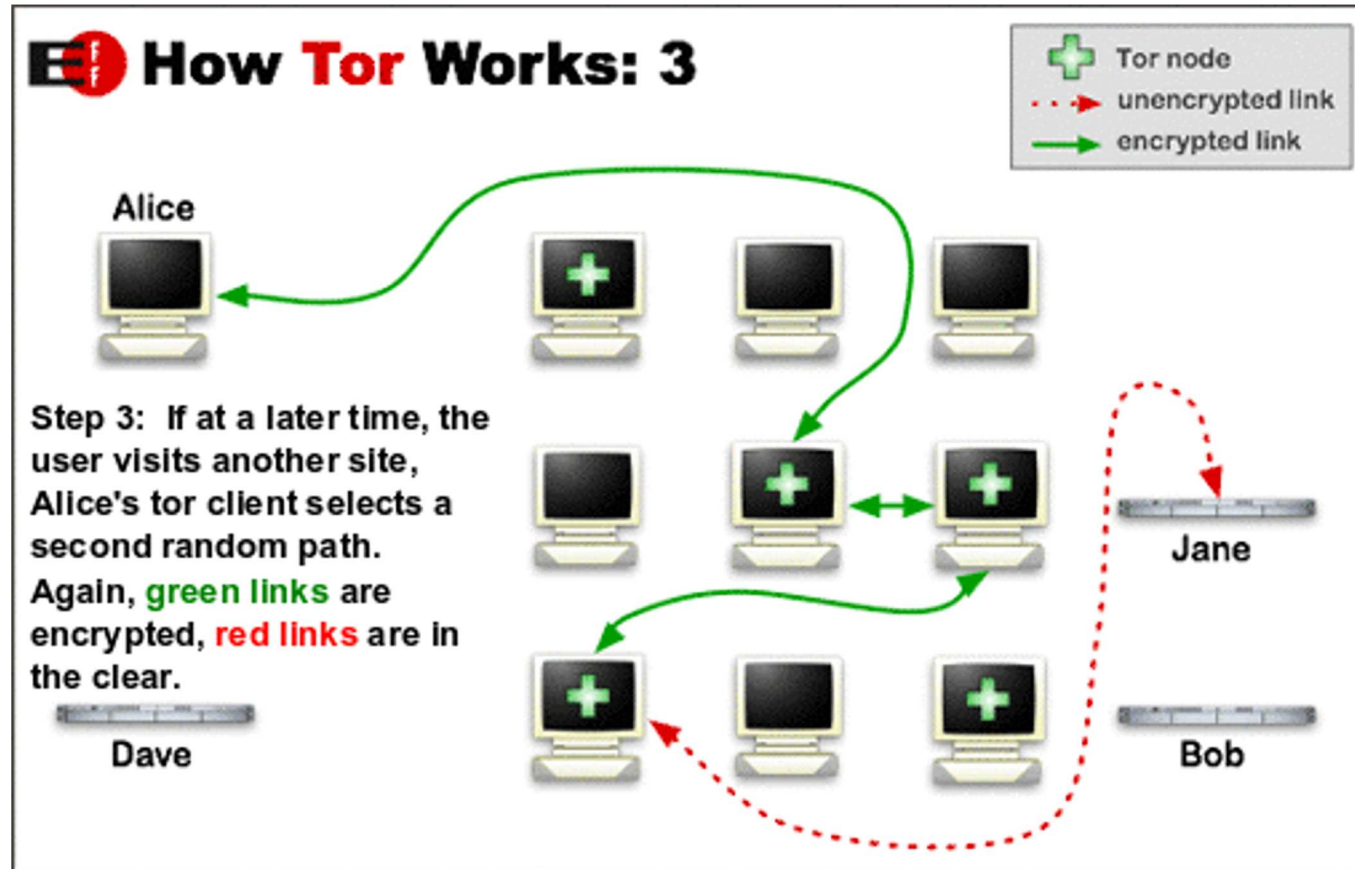 EFF How Tor Works: 3
Tor node
unencrypted link
encrypted link
Alice
Step 3: If at a later time, the
user visits another site,
Alice's tor client selects a
second random path.
Again, green links are
encrypted, red links are in
the clear.
Jane
Dave
Bob